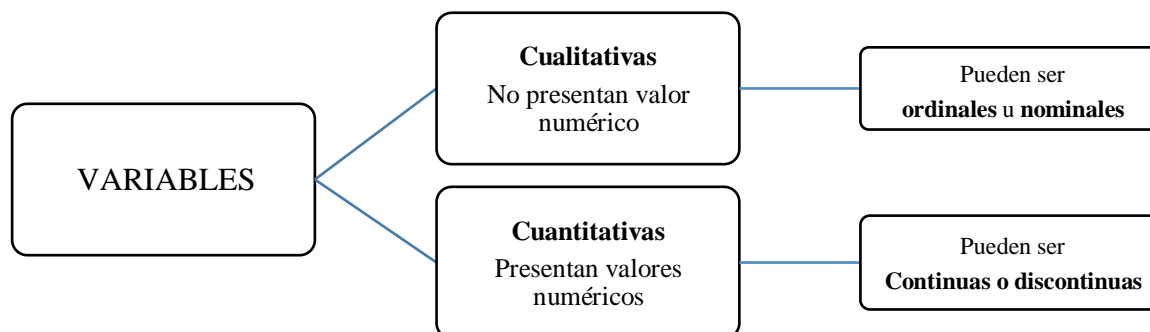 VARIABLES
Cualitativas
No presentan valor
numérico
Pueden ser
ordinales u nominales
Cuantitativas
Presentan valores
numéricos
Pueden ser
Continuas o discontinuas